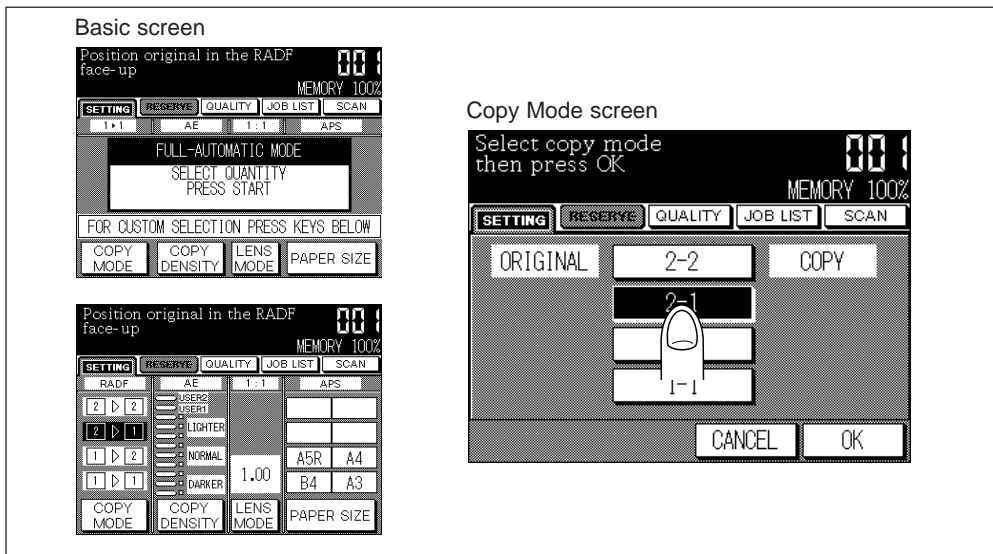 Basic screen
Position original in the RADF
face-up
001
MEMORY 100%
SETTING RESERVE QUALITY JOB LIST SCAN
1▶1 AE 1:1 APS
FULL-AUTOMATIC MODE
SELECT QUANTITY
PRESS START
FOR CUSTOM SELECTION PRESS KEYS BELOW
COPY MODE COPY DENSITY LENS MODE PAPER SIZE
Position original in the RADF
face-up
001
MEMORY 100%
SETTING RESERVE QUALITY JOB LIST SCAN
RADF AE 1:1 APS
2 ▷ 2 USER2
USER1
2 ▷ 1 LIGHTER
1 ▷ 2 NORMAL 1.00 A5R A4
1 ▷ 1 DARKER B4 A3
COPY MODE COPY DENSITY LENS MODE PAPER SIZE
Copy Mode screen
Select copy mode
then press OK
001
MEMORY 100%
SETTING RESERVE QUALITY JOB LIST SCAN
ORIGINAL 2-2 COPY
2-1
1-1
CANCEL OK